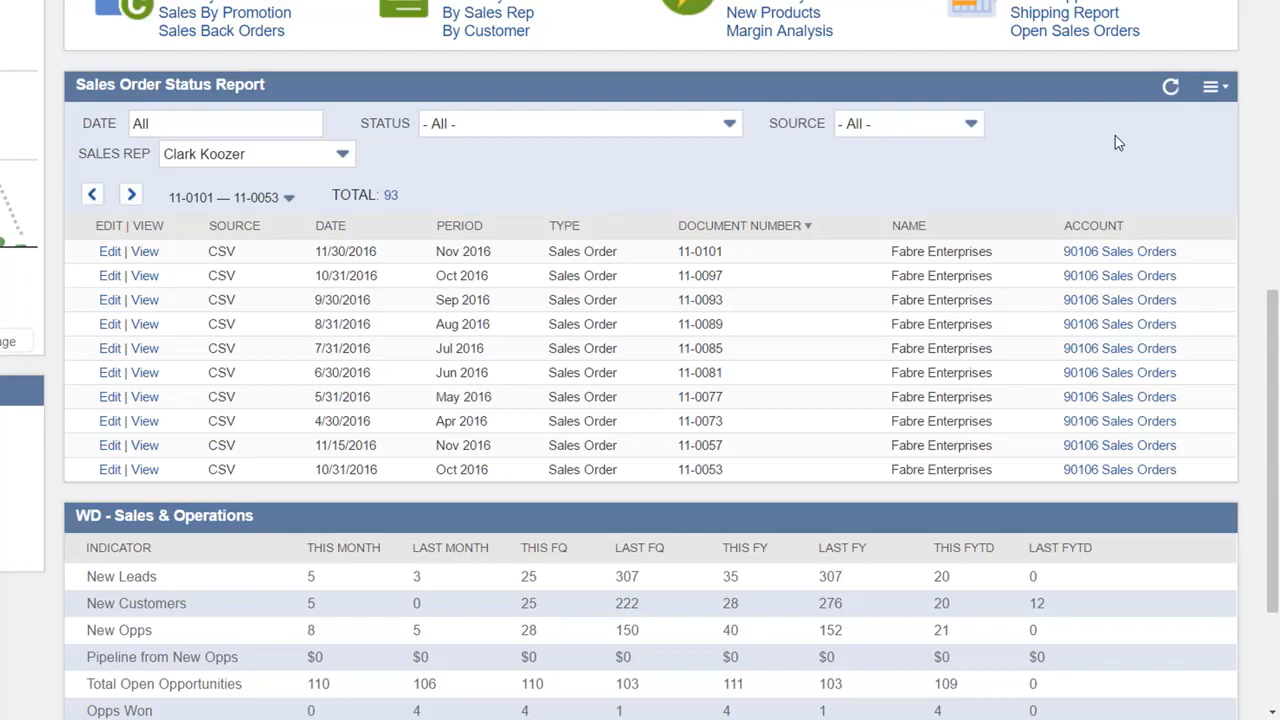 Sales By Promotion By Sales Rep New Products Shipping Report
Sales Back Orders By Customer Margin Analysis Open Sales Orders
Sales Order Status Report
DATE All STATUS - All - SOURCE - All -
SALES REP Clark Koozer
11-0101 — 11-0053 TOTAL: 93
EDIT | VIEW SOURCE DATE PERIOD TYPE DOCUMENT NUMBER NAME ACCOUNT
Edit | View CSV 11/30/2016 Nov 2016 Sales Order 11-0101 Fabre Enterprises 90106 Sales Orders
Edit | View CSV 10/31/2016 Oct 2016 Sales Order 11-0097 Fabre Enterprises 90106 Sales Orders
Edit | View CSV 9/30/2016 Sep 2016 Sales Order 11-0093 Fabre Enterprises 90106 Sales Orders
Edit | View CSV 8/31/2016 Aug 2016 Sales Order 11-0089 Fabre Enterprises 90106 Sales Orders
Edit | View CSV 7/31/2016 Jul 2016 Sales Order 11-0085 Fabre Enterprises 90106 Sales Orders
Edit | View CSV 6/30/2016 Jun 2016 Sales Order 11-0081 Fabre Enterprises 90106 Sales Orders
Edit | View CSV 5/31/2016 May 2016 Sales Order 11-0077 Fabre Enterprises 90106 Sales Orders
Edit | View CSV 4/30/2016 Apr 2016 Sales Order 11-0073 Fabre Enterprises 90106 Sales Orders
Edit | View CSV 11/15/2016 Nov 2016 Sales Order 11-0057 Fabre Enterprises 90106 Sales Orders
Edit | View CSV 10/31/2016 Oct 2016 Sales Order 11-0053 Fabre Enterprises 90106 Sales Orders
WD - Sales & Operations
INDICATOR THIS MONTH LAST MONTH THIS FQ LAST FQ THIS FY LAST FY THIS FYTD LAST FYTD
New Leads 5 3 25 307 35 307 20 0
New Customers 5 0 25 222 28 276 20 12
New Opps 8 5 28 150 40 152 21 0
Pipeline from New Opps $0 $0 $0 $0 $0 $0 $0 $0
Total Open Opportunities 110 106 110 103 111 103 109 0
Opps Won 0 4 4 1 4 1 4 0